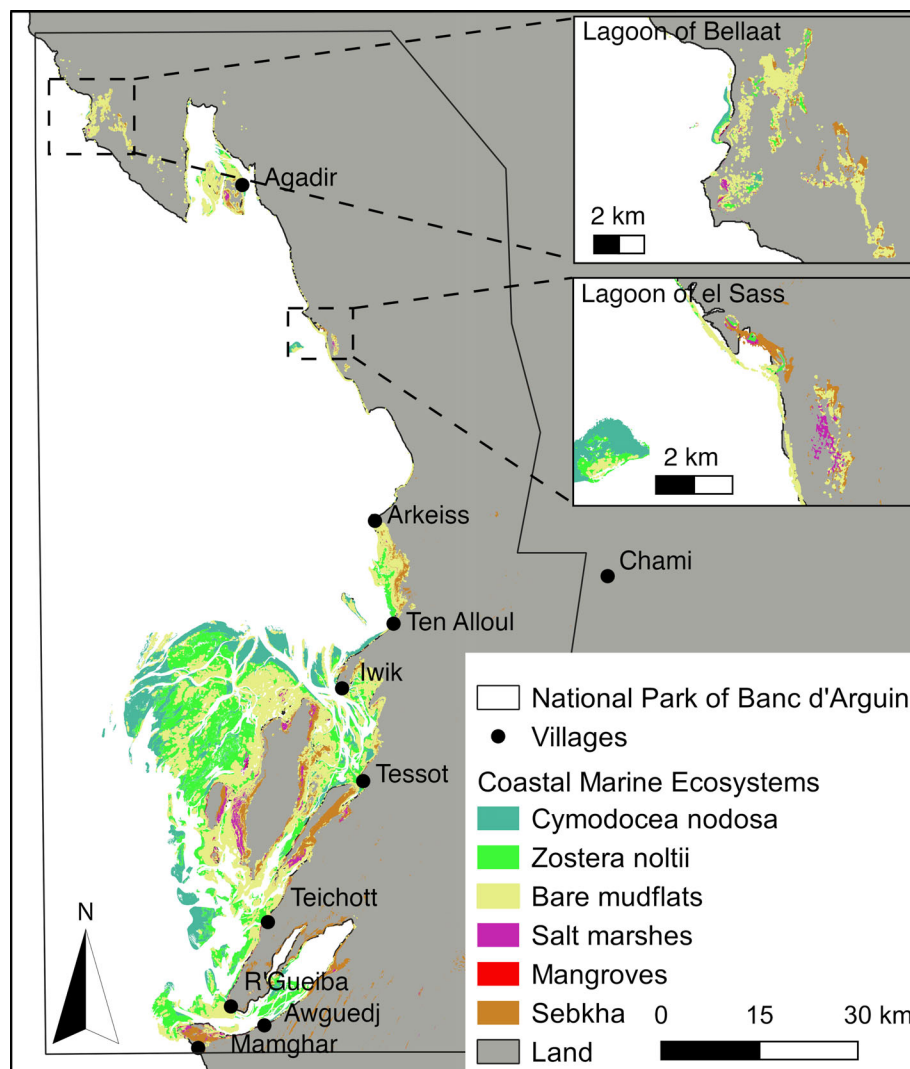 Lagoon of Bellaat
2 km
Agadir
Lagoon of el Sass
2 km
Arkeiss
Chami
Ten Alloul
Iwik
Tessot
Teichott
R'Gueiba
Awguedj
Mamghar
N
National Park of Banc d'Arguin
Villages
Coastal Marine Ecosystems
Cymodocea nodosa
Zostera noltii
Bare mudflats
Salt marshes
Mangroves
Sebkha
Land
0 15 30 km